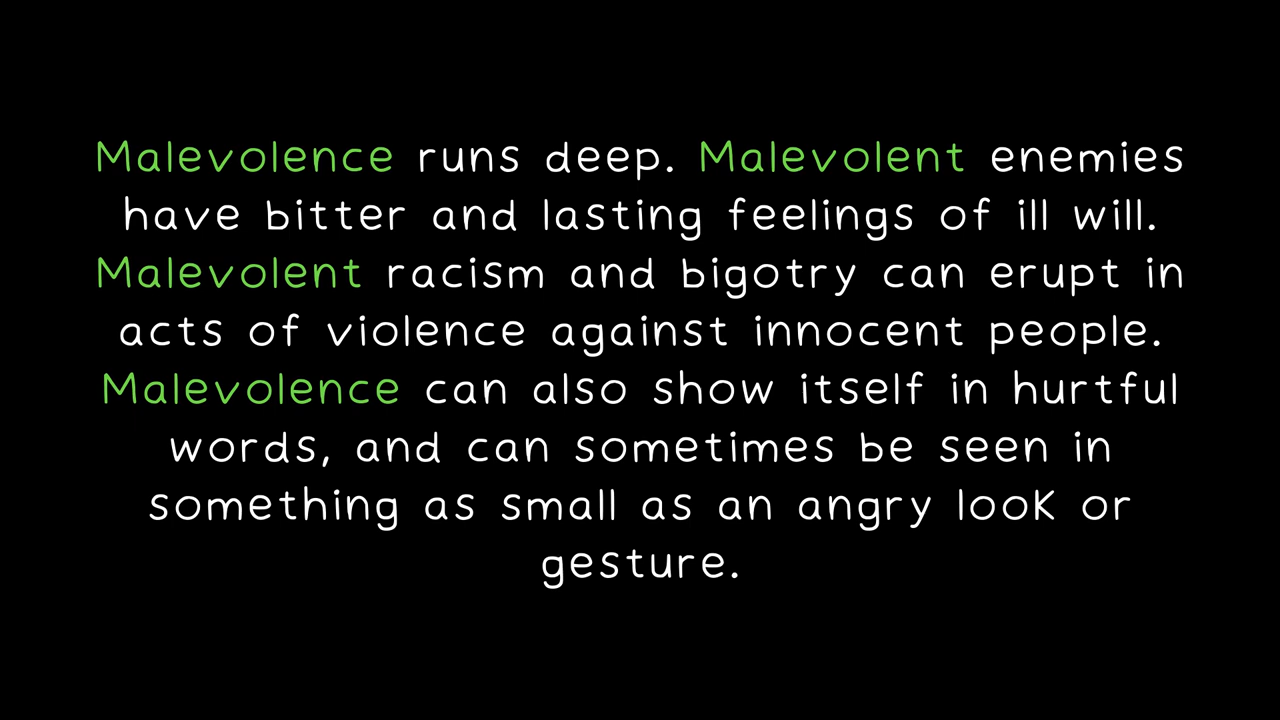 Malevolence runs deep. Malevolent enemies
have bitter and lasting feelings of ill will.
Malevolent racism and bigotry can erupt in
acts of violence against innocent people.
Malevolence can also show itself in hurtful
words, and can sometimes be seen in
something as small as an angry look or
gesture.